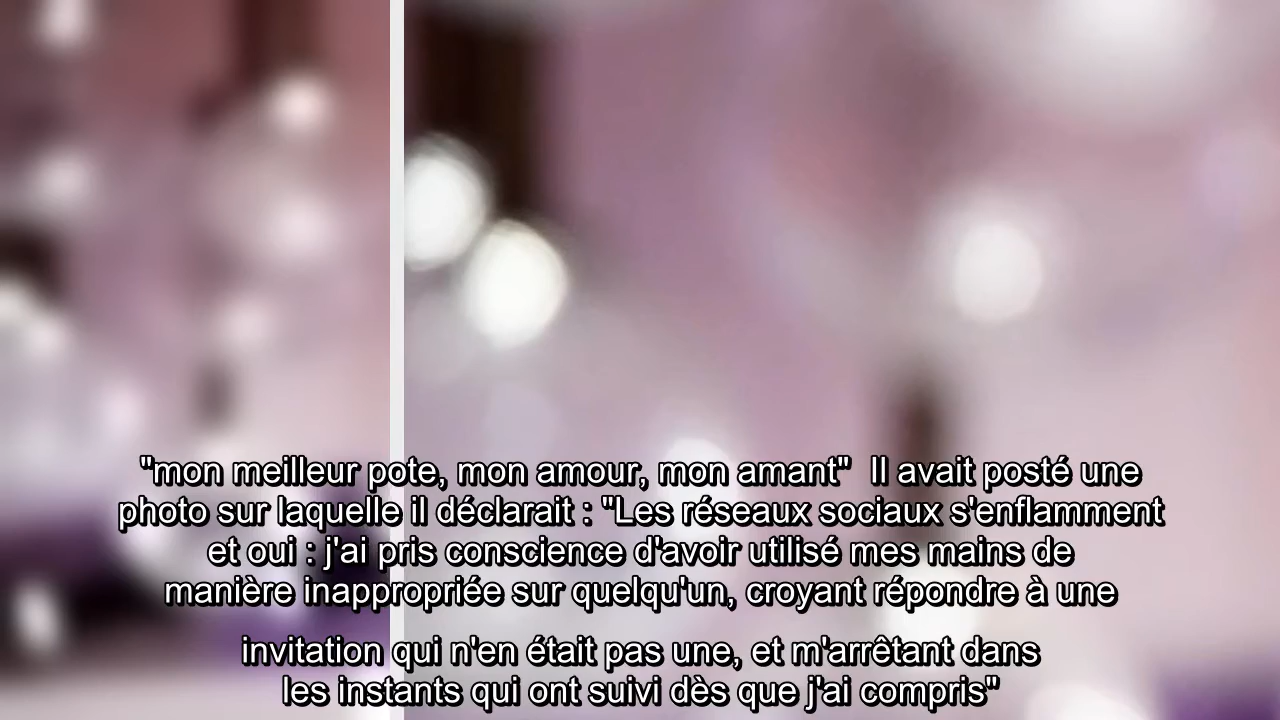 "mon meilleur pote, mon amour, mon amant"  Il avait posté une
photo sur laquelle il déclarait : "Les réseaux sociaux s'enflamment
et oui : j'ai pris conscience d'avoir utilisé mes mains de
manière inappropriée sur quelqu'un, croyant répondre à une
invitation qui n'en était pas une, et m'arrêtant dans
les instants qui ont suivi dès que j'ai compris"